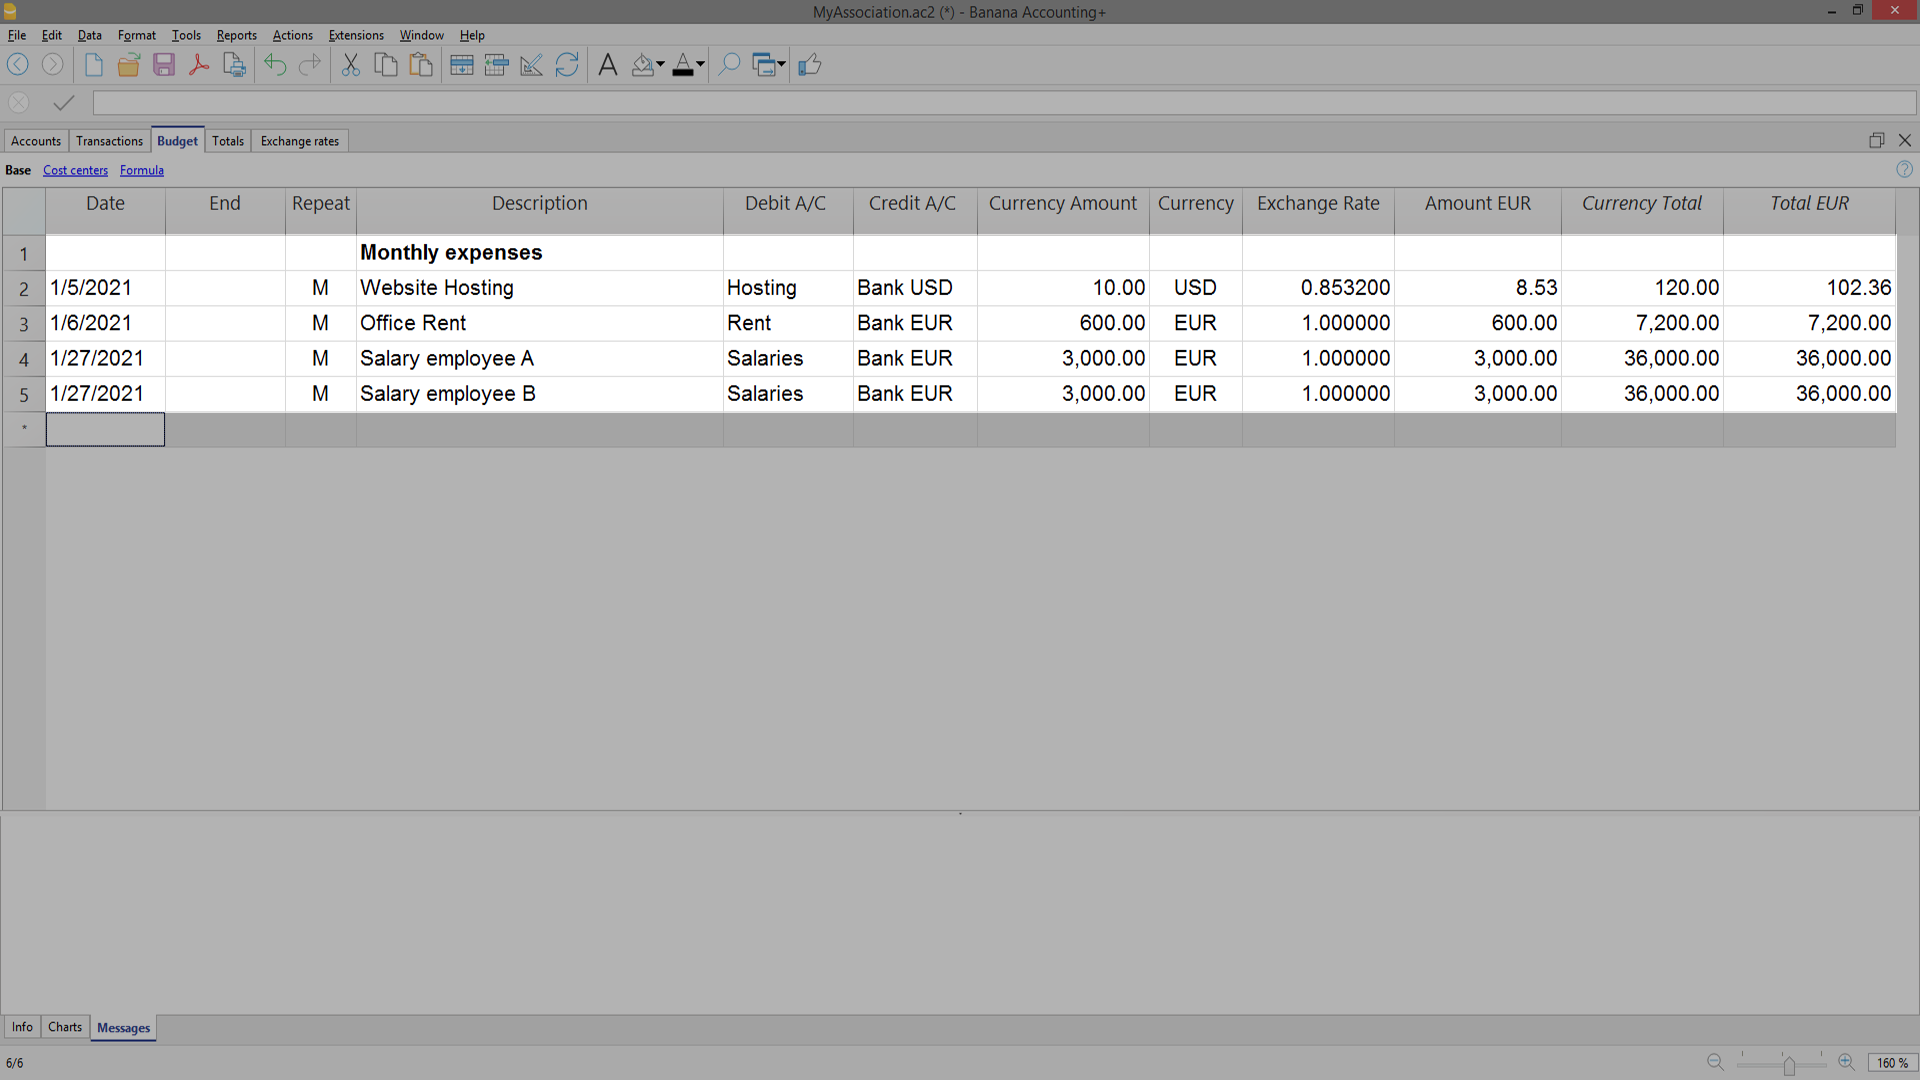 MyAssociation.ac2 (*) - Banana Accounting+
File Edit Data Format Tools Reports Actions Extensions Window Help
Accounts Transactions Budget Totals Exchange rates
Base Cost centers Formula
Date End Repeat Description Debit A/C Credit A/C Currency Amount Currency Exchange Rate Amount EUR Currency Total Total EUR
1 Monthly expenses
2 1/5/2021 M Website Hosting Hosting Bank USD 10.00 USD 0.853200 8.53 120.00 102.36
3 1/6/2021 M Office Rent Rent Bank EUR 600.00 EUR 1.000000 600.00 7,200.00 7,200.00
4 1/27/2021 M Salary employee A Salaries Bank EUR 3,000.00 EUR 1.000000 3,000.00 36,000.00 36,000.00
5 1/27/2021 M Salary employee B Salaries Bank EUR 3,000.00 EUR 1.000000 3,000.00 36,000.00 36,000.00
*
Info Charts Messages
6/6 160 %